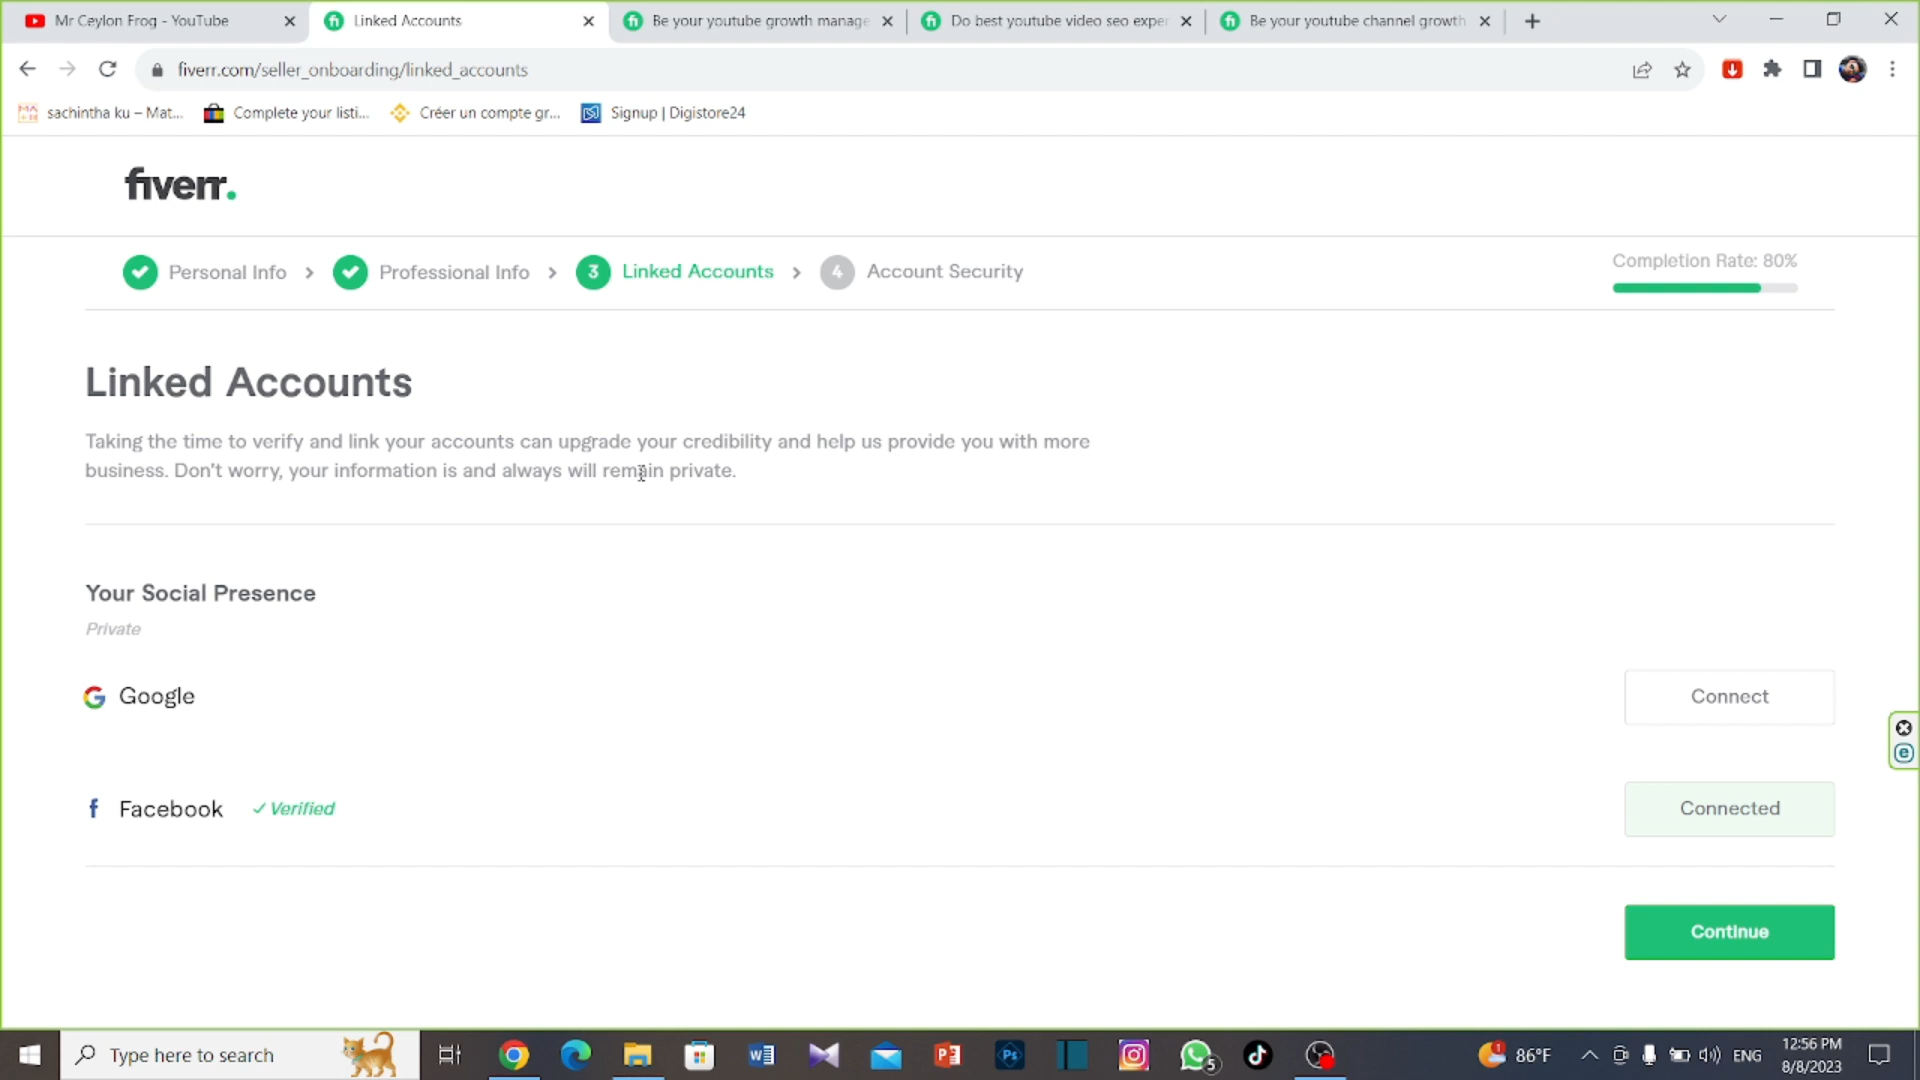 Mr Ceylon Frog - YouTube
Linked Accounts
Be your youtube growth manage
Do best youtube video seo exper
Be your youtube channel growth
fiverr.com/seller_onboarding/linked_accounts
sachintha ku – Mat...
Complete your listi...
Créer un compte gr...
Signup | Digistore24
fiverr.
Personal Info
Professional Info
3 Linked Accounts
4 Account Security
Completion Rate: 80%
Linked Accounts
Taking the time to verify and link your accounts can upgrade your credibility and help us provide you with more
business. Don't worry, your information is and always will remain private.
Your Social Presence
Private
Google
Connect
Facebook
Verified
Connected
Continue
Type here to search
5
1
86°F
ENG
12:56 PM
8/8/2023